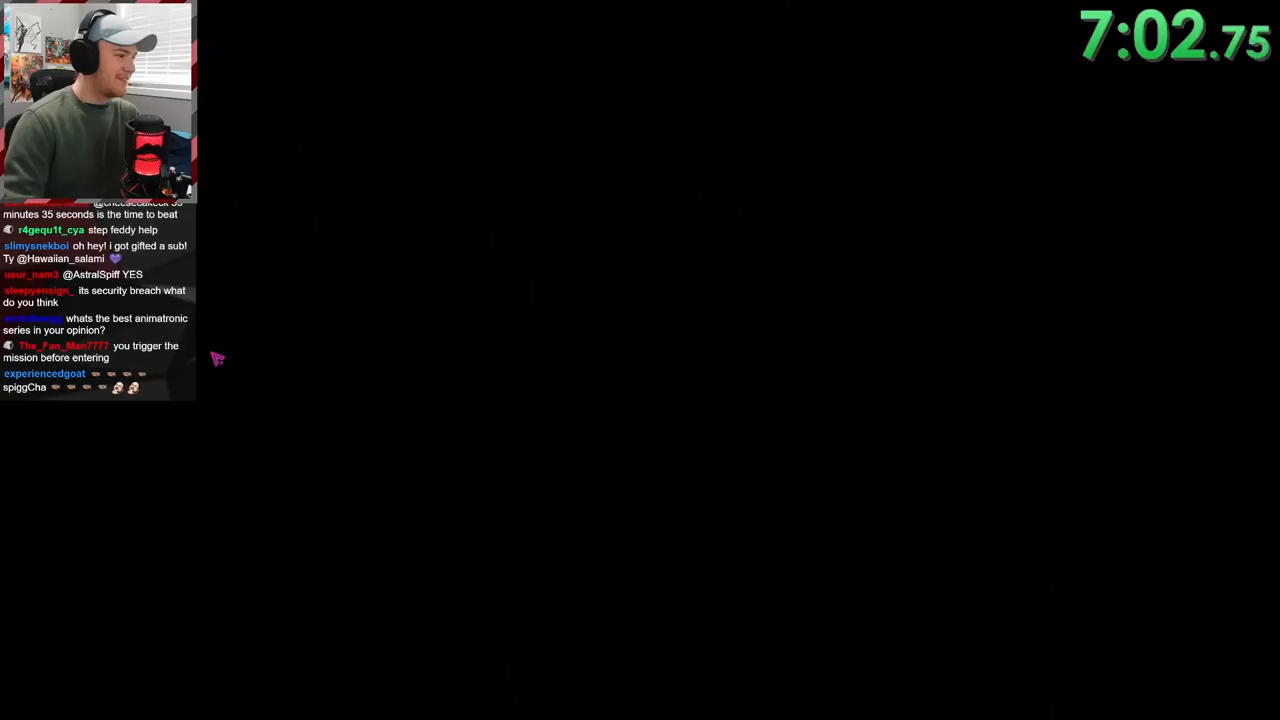 7:02.75
minutes 35 seconds is the time to beat
r4gequ1t_cya step feddy help
slimysnekboi oh hey! i got gifted a sub!
Ty @Hawaiian_salami
usur_nam3 @AstralSpiff YES
sleepyensign_ its security breach what
do you think
whats the best animatronic
series in your opinion?
The_Fan_Man7777 you trigger the
mission before entering
experiencedgoat
spiggCha